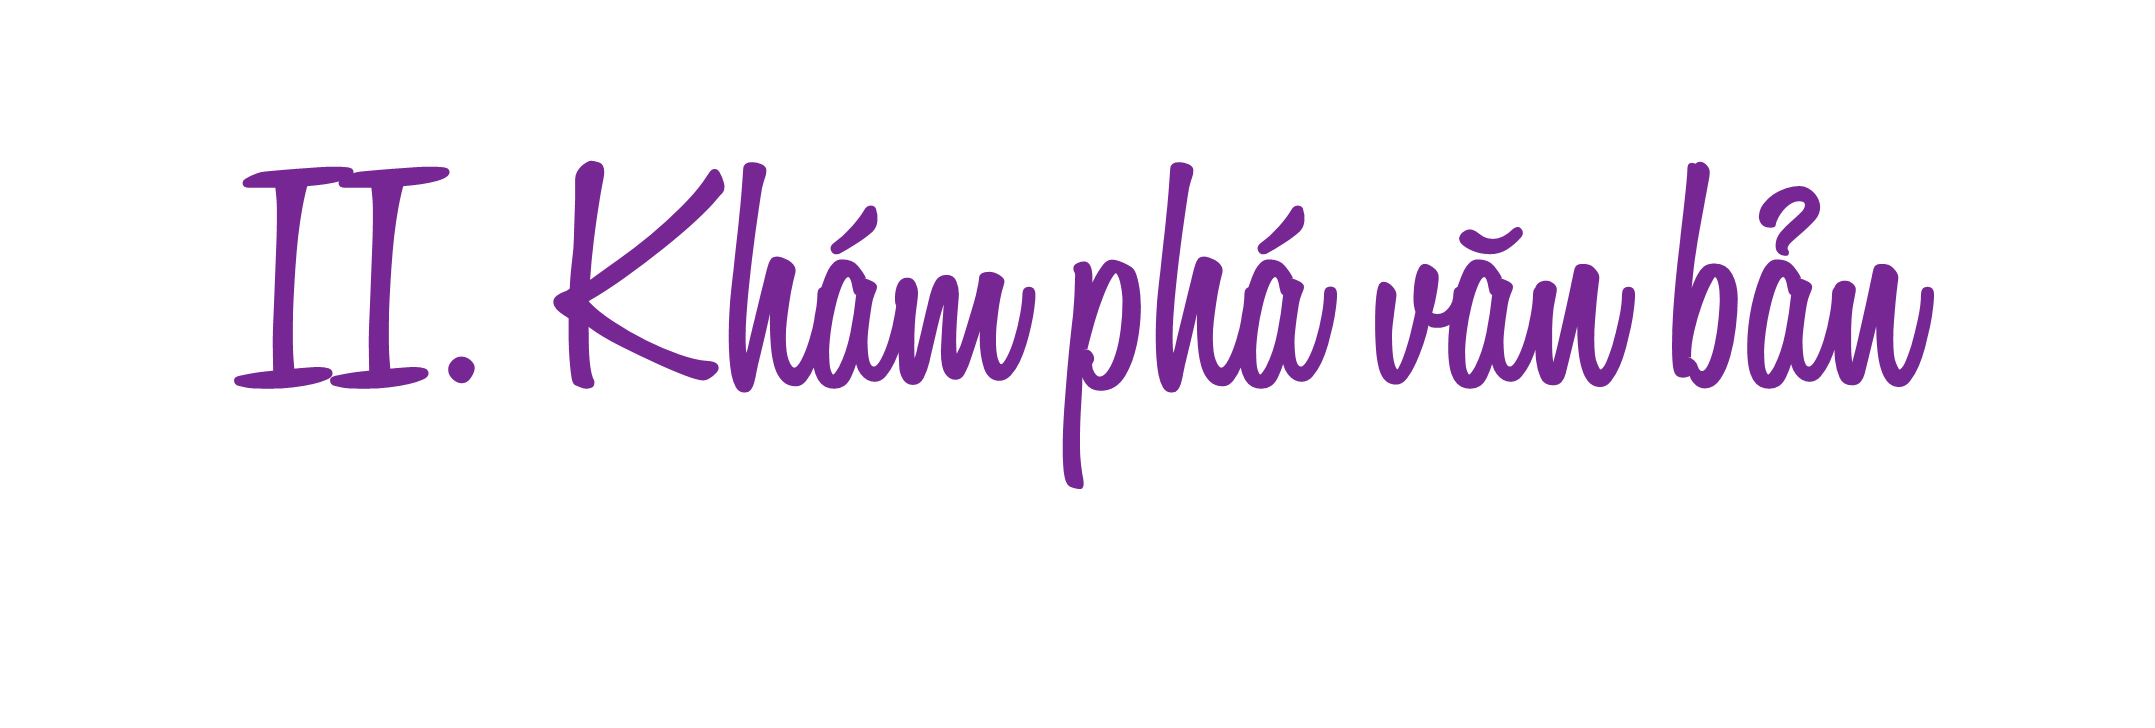 II. Khám phá văn bản